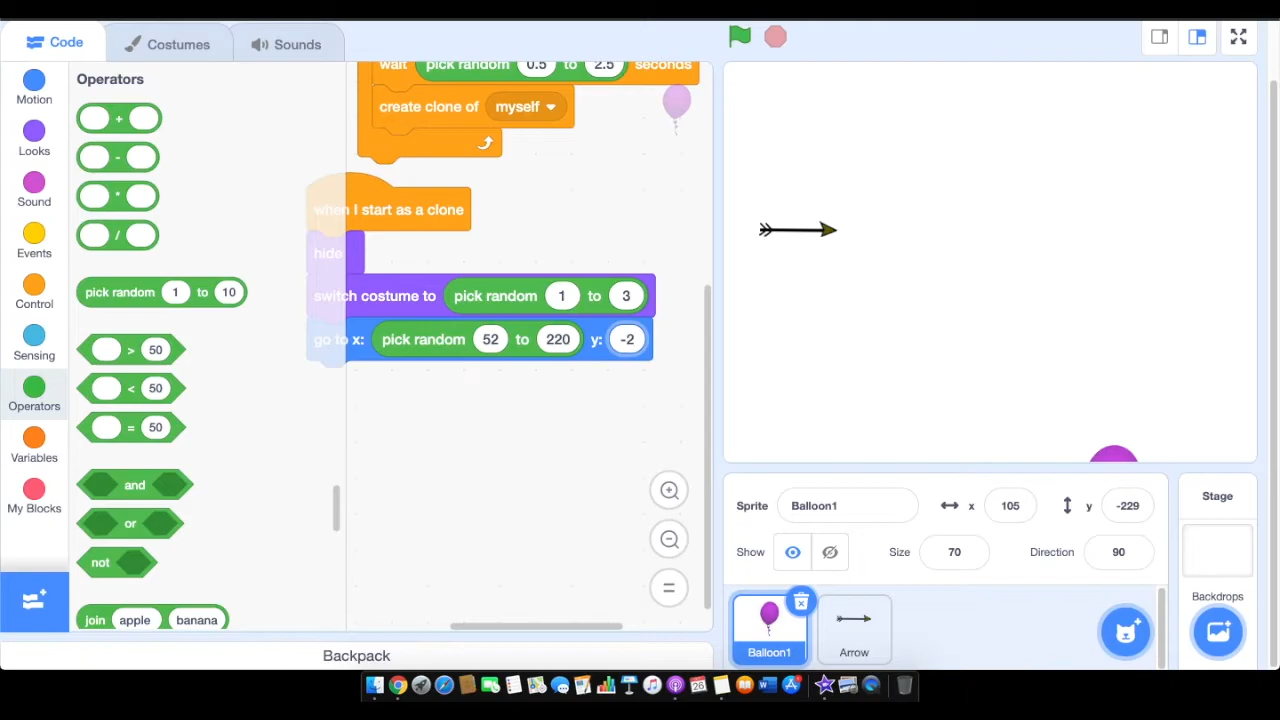 Code
Costumes
Sounds
Motion
Looks
Sound
Events
Control
Sensing
Operators
Variables
My Blocks
Operators
+
-
*
/
pick random 1 to 10
> 50
< 50
= 50
and
or
not
join apple banana
wait pick random 0.5 to 2.5 seconds
create clone of myself
when I start as a clone
hide
switch costume to pick random 1 to 3
go to x: pick random 52 to 220 y: -2
Backpack
Sprite Balloon1 x 105 y -229
Show Size 70 Direction 90
Balloon1
Arrow
Stage
Backdrops
26